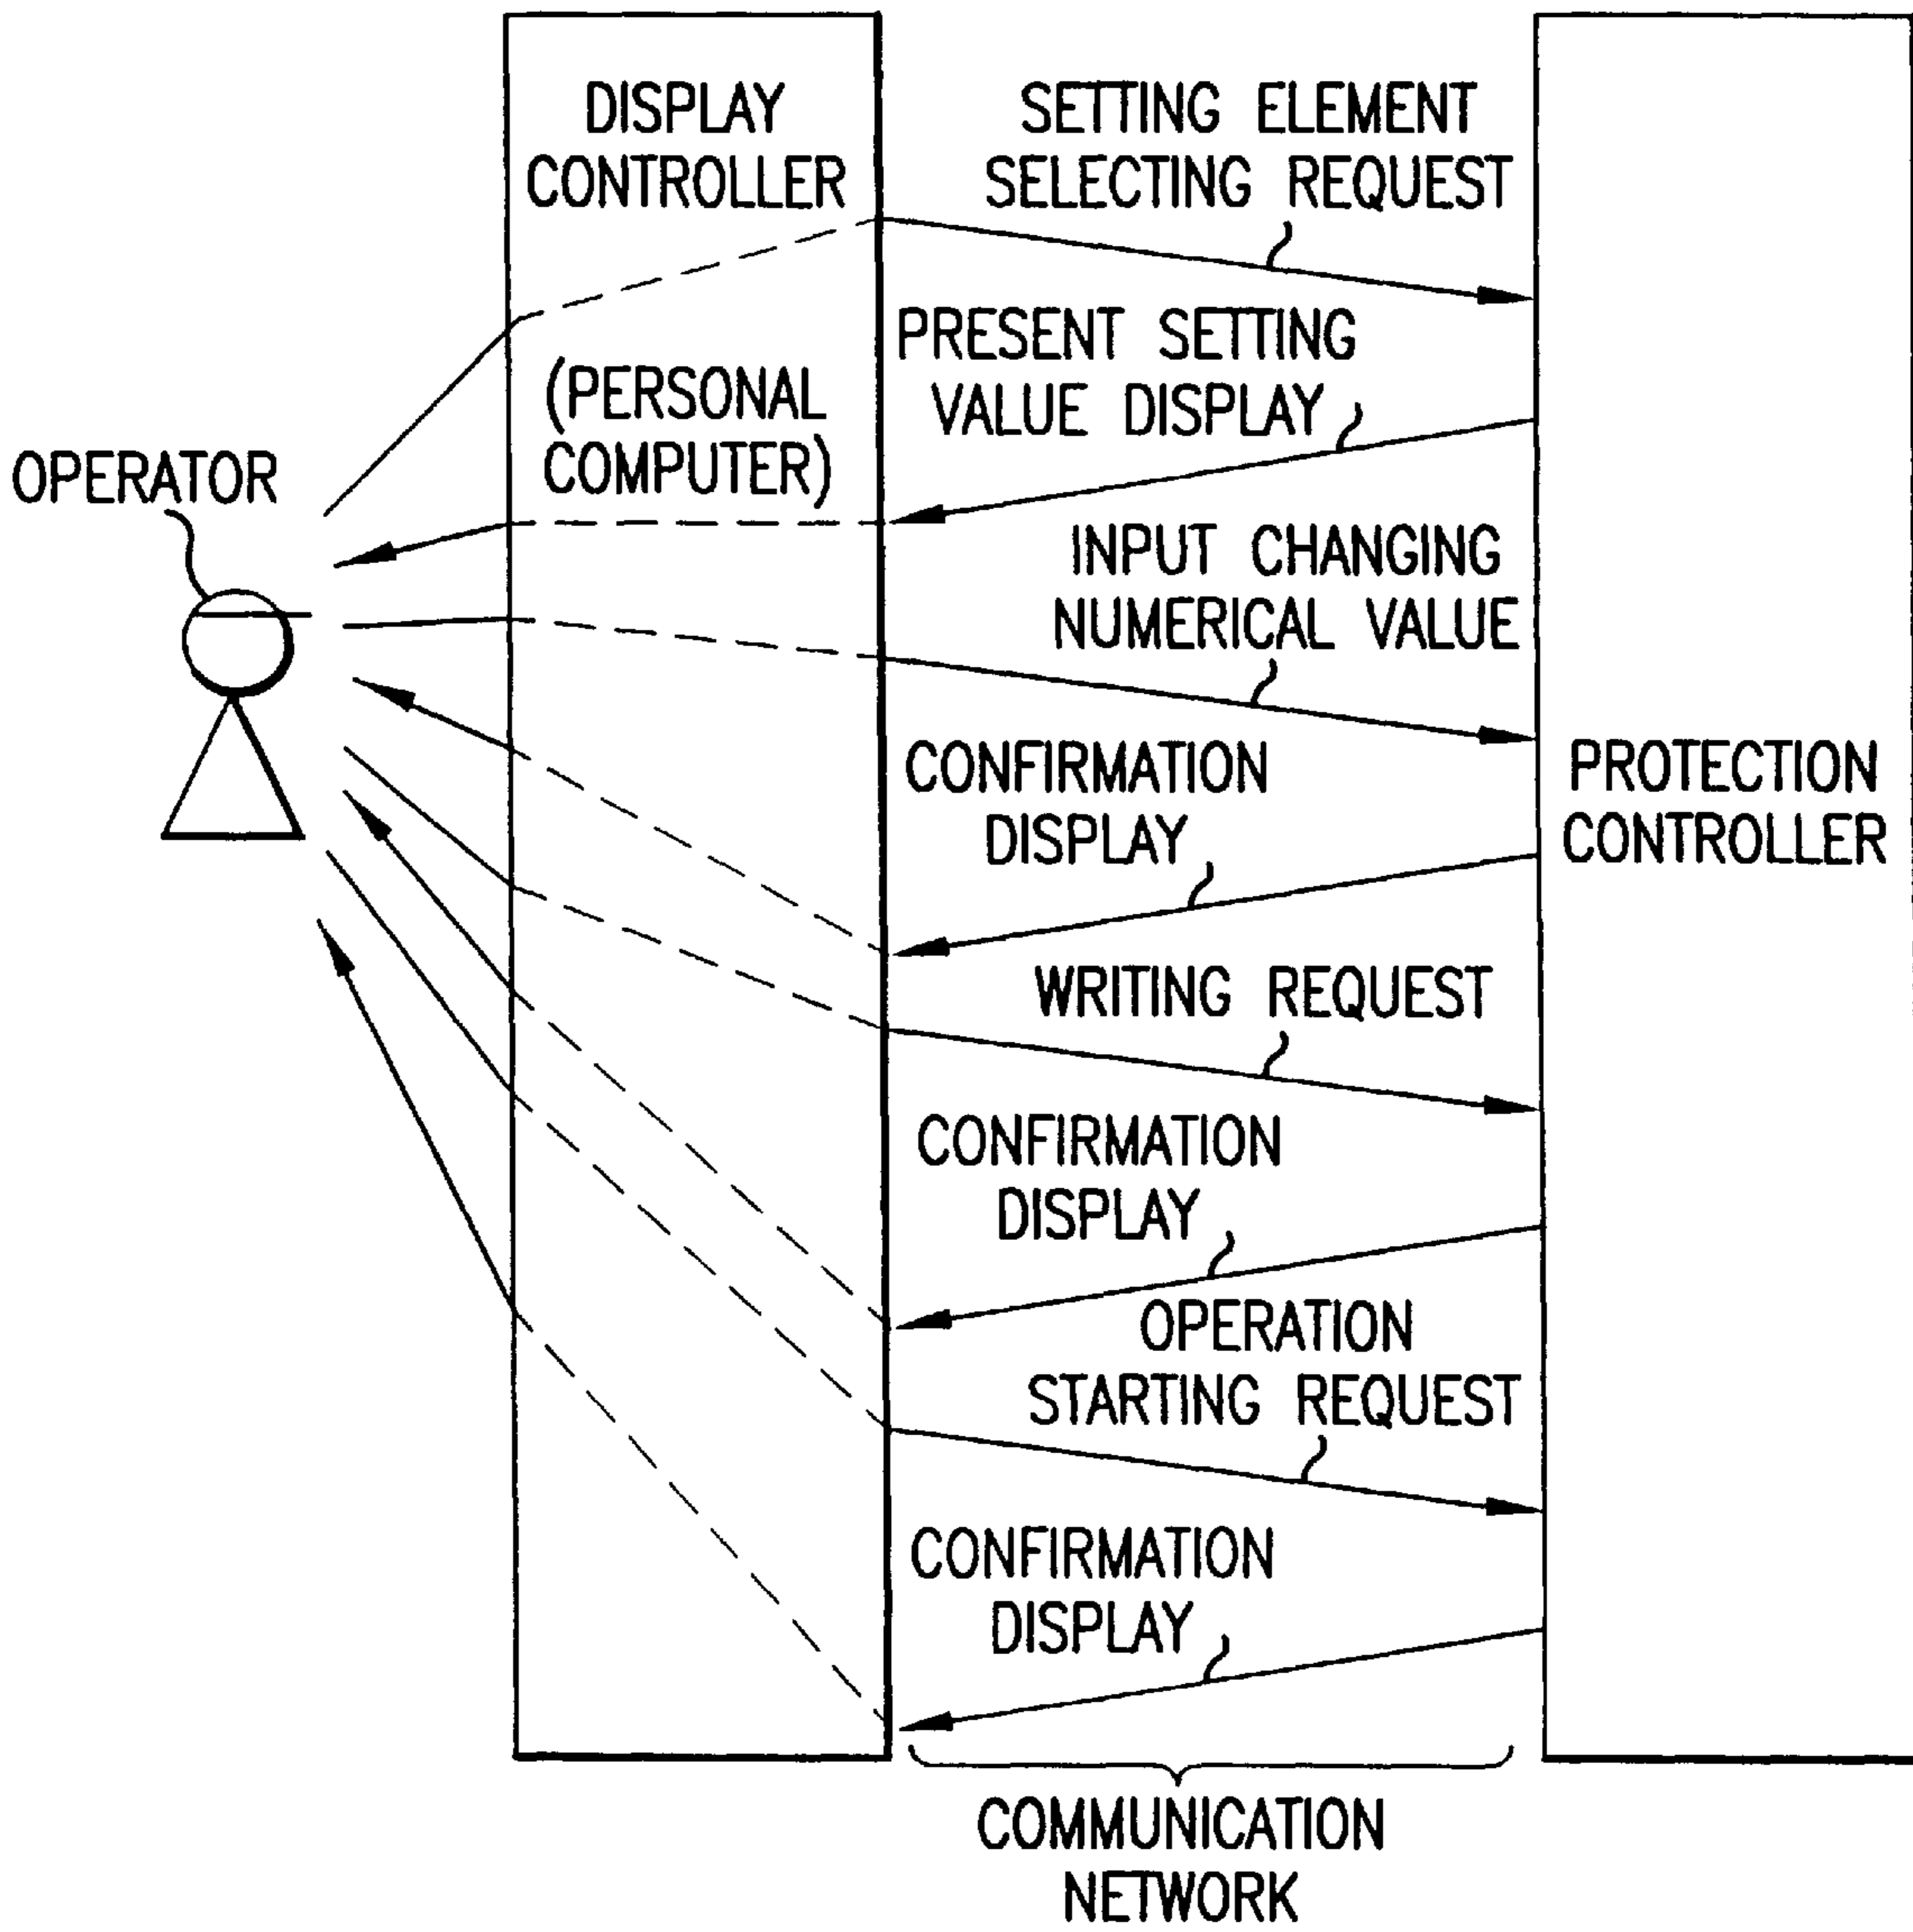 DISPLAY
CONTROLLER
SETTING ELEMENT
SELECTING REQUEST
PRESENT SETTING
VALUE DISPLAY
(PERSONAL
COMPUTER)
OPERATOR
INPUT CHANGING
NUMERICAL VALUE
CONFIRMATION
DISPLAY
PROTECTION
CONTROLLER
WRITING REQUEST
CONFIRMATION
DISPLAY
OPERATION
STARTING REQUEST
CONFIRMATION
DISPLAY
COMMUNICATION
NETWORK